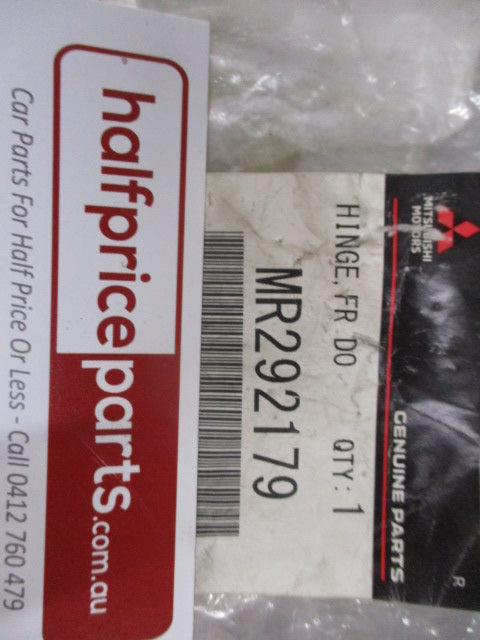 MITSUBISHI
MOTORS
GENUINE PARTS
R
HINGE, FR DO QTY: 1
MR292179
halfpriceparts.com.au
Car Parts For Half Price Or Less - Call 0412 760 479